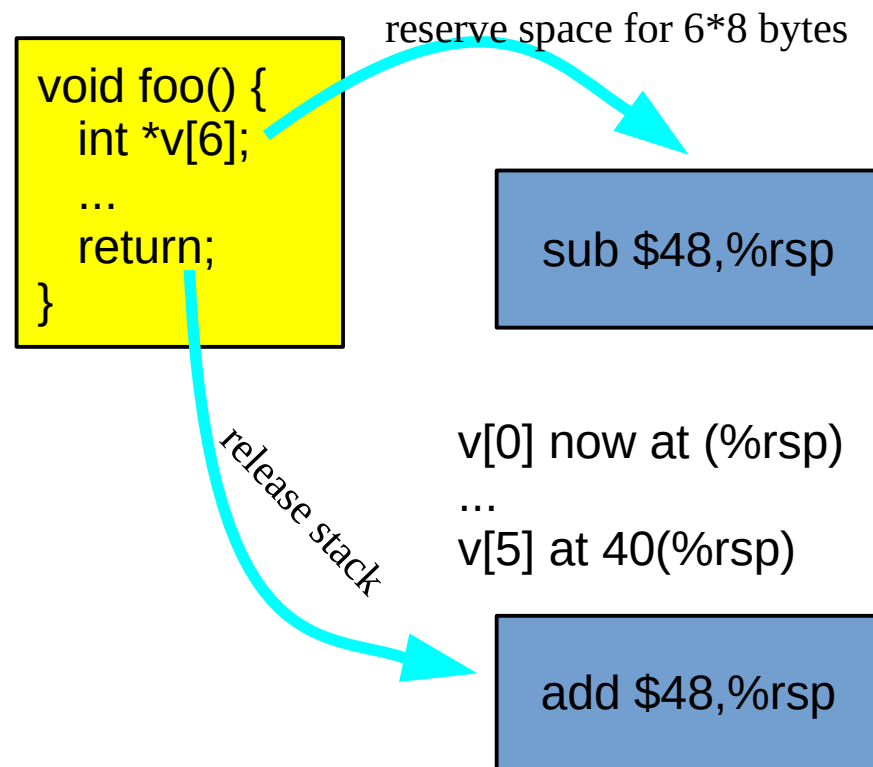 reserve space for 6*8 bytes
void foo() {
int *v[6];
...
return;
}
sub $48,%rsp
release stack
v[0] now at (%rsp)
...
v[5] at 40(%rsp)
add $48,%rsp